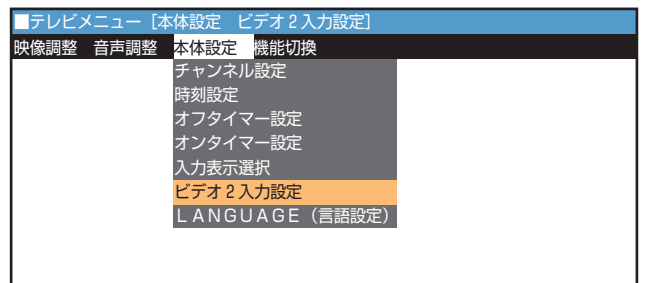 ■テレビメニュー［本体設定　ビデオ２入力設定］
映像調整　音声調整　本体設定　機能切換
チャンネル設定
時刻設定
オフタイマー設定
オンタイマー設定
入力表示選択
ビデオ２入力設定
ＬＡＮＧＵＡＧＥ（言語設定）